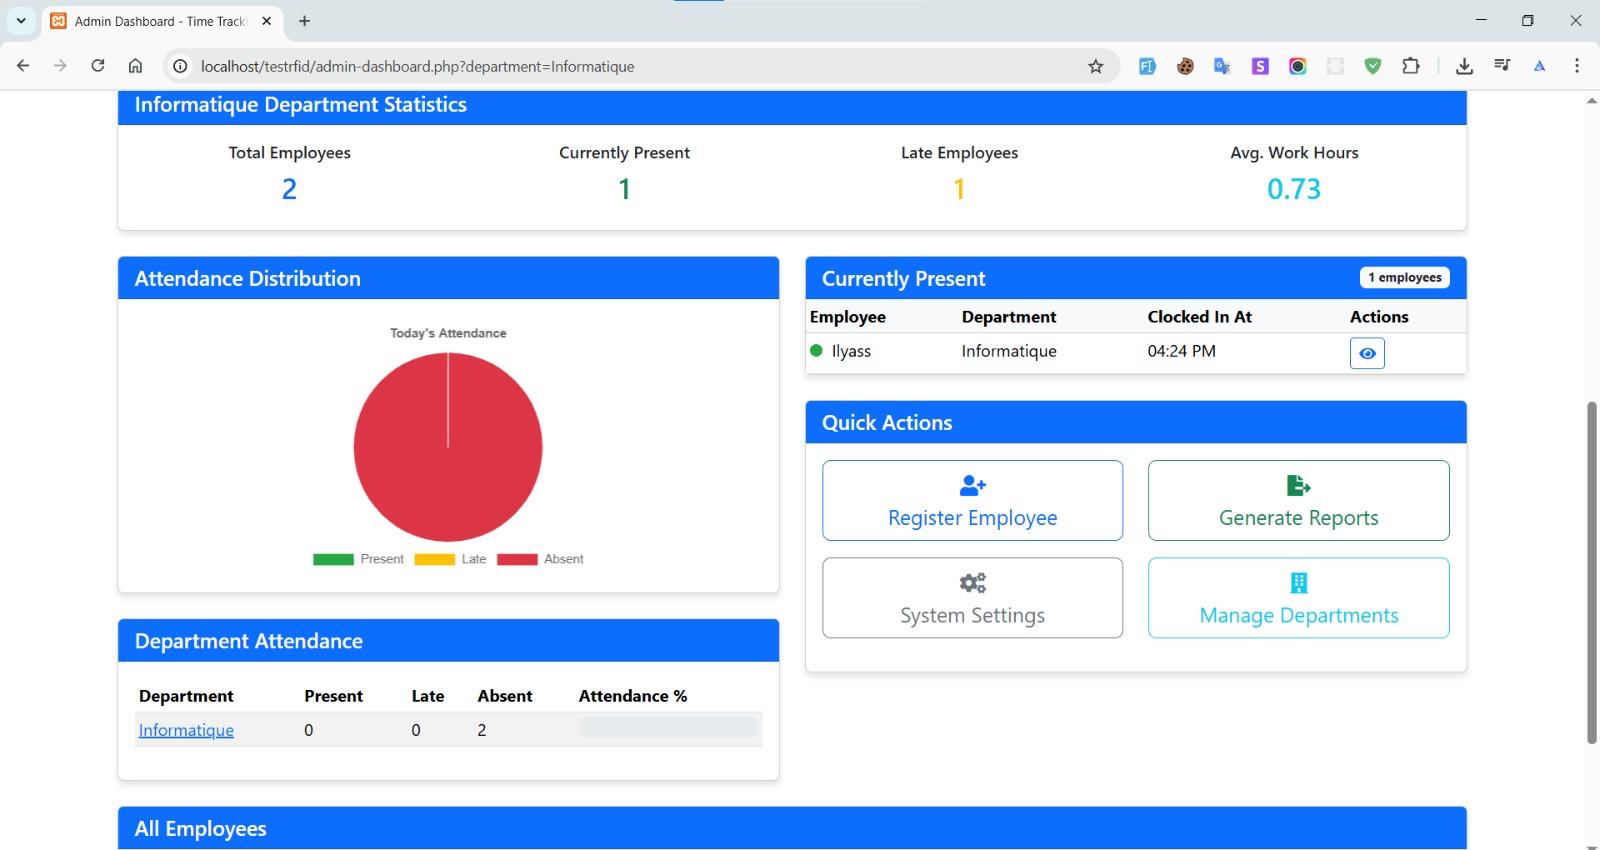 Admin Dashboard - Time Tracki
localhost/testrfid/admin-dashboard.php?department=Informatique
Informatique Department Statistics
Total Employees
2
Currently Present
1
Late Employees
1
Avg. Work Hours
0.73
Attendance Distribution
Today's Attendance
Present Late Absent
Department Attendance
Department Present Late Absent Attendance %
Informatique 0 0 2
Currently Present
1 employees
Employee Department Clocked In At Actions
Ilyass Informatique 04:24 PM
Quick Actions
Register Employee
Generate Reports
System Settings
Manage Departments
All Employees